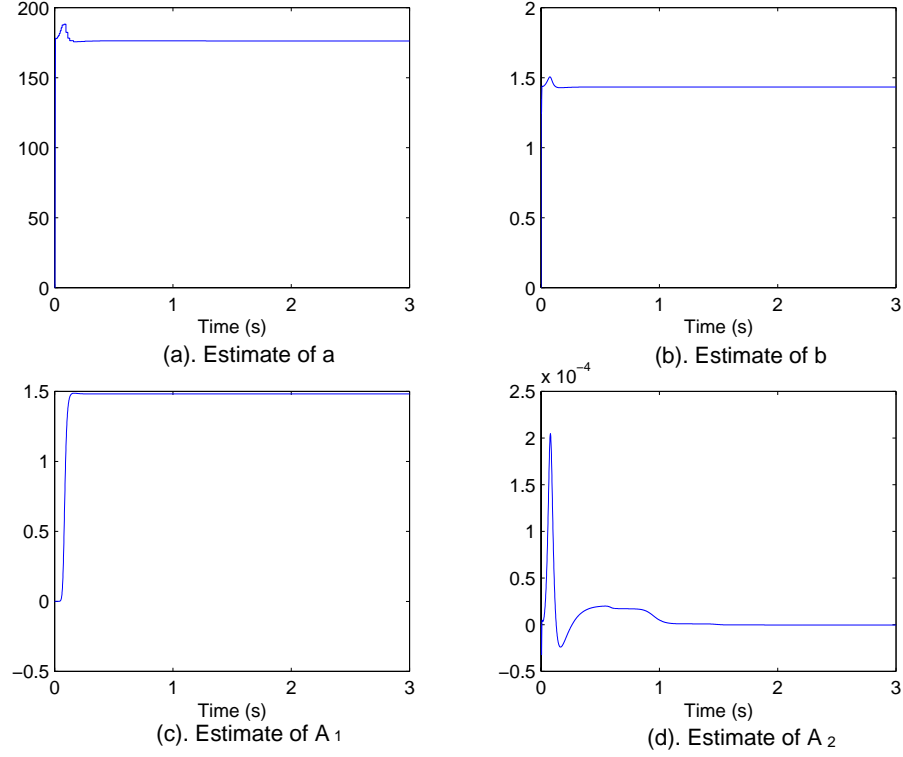 200
150
100
50
0
0 1 2 3
Time (s)
(a). Estimate of a
2
1.5
1
0.5
0
0 1 2 3
Time (s)
(b). Estimate of b
1.5
1
0.5
0
−0.5
0 1 2 3
Time (s)
(c). Estimate of A 1
x 10−4
2.5
2
1.5
1
0.5
0
−0.5
0 1 2 3
Time (s)
(d). Estimate of A 2